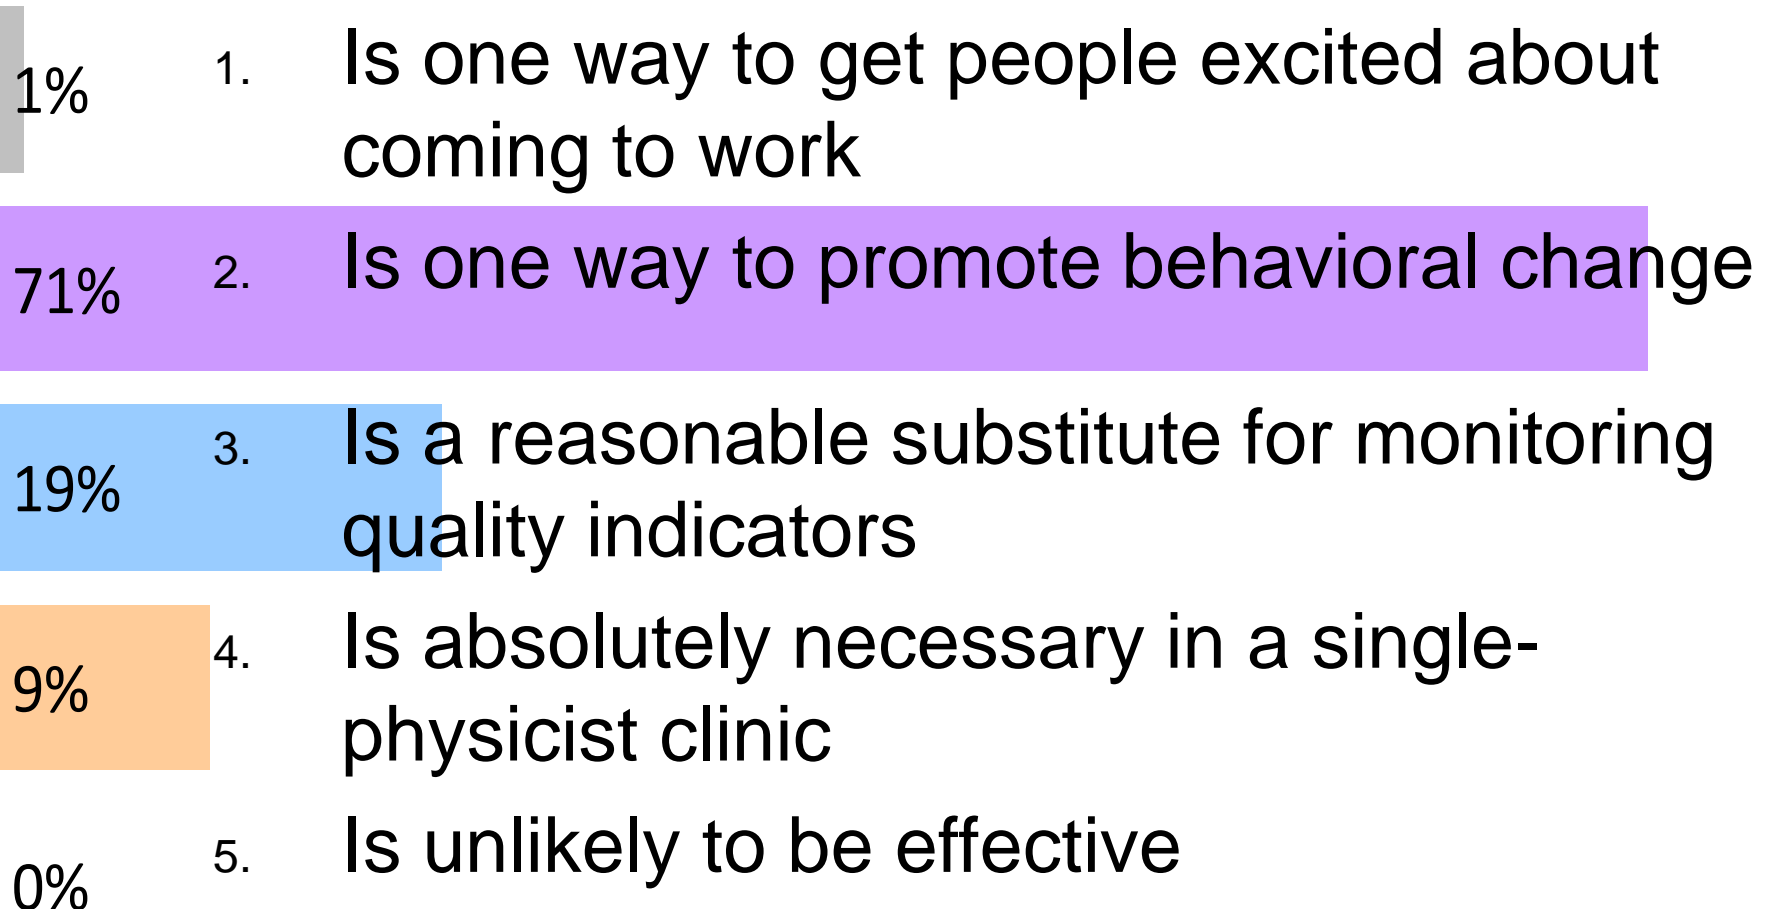 1% 1. Is one way to get people excited about
coming to work
71% 2. Is one way to promote behavioral change
19% 3. Is a reasonable substitute for monitoring
quality indicators
9% 4. Is absolutely necessary in a single-
physicist clinic
0% 5. Is unlikely to be effective